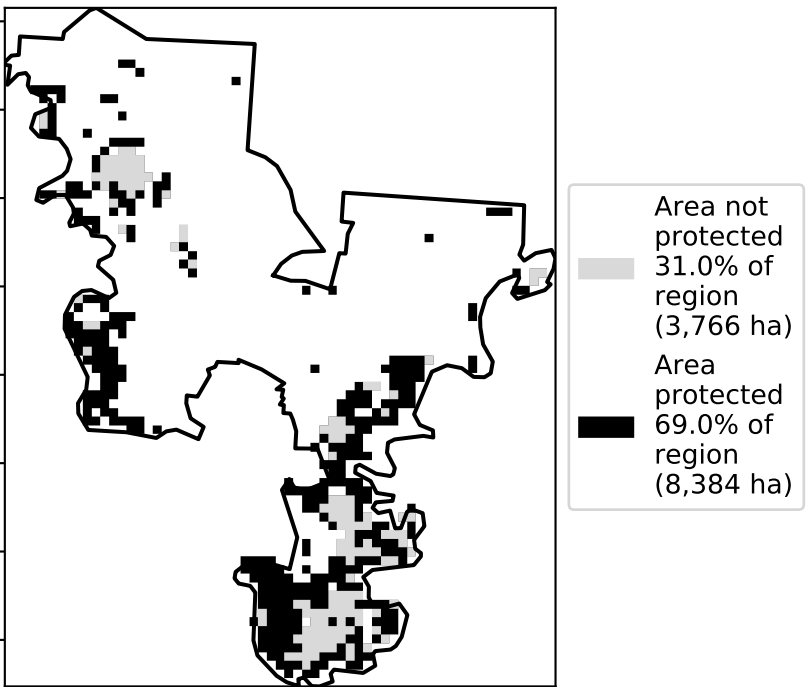 Area not
protected
31.0% of
region
(3,766 ha)
Area
protected
69.0% of
region
(8,384 ha)